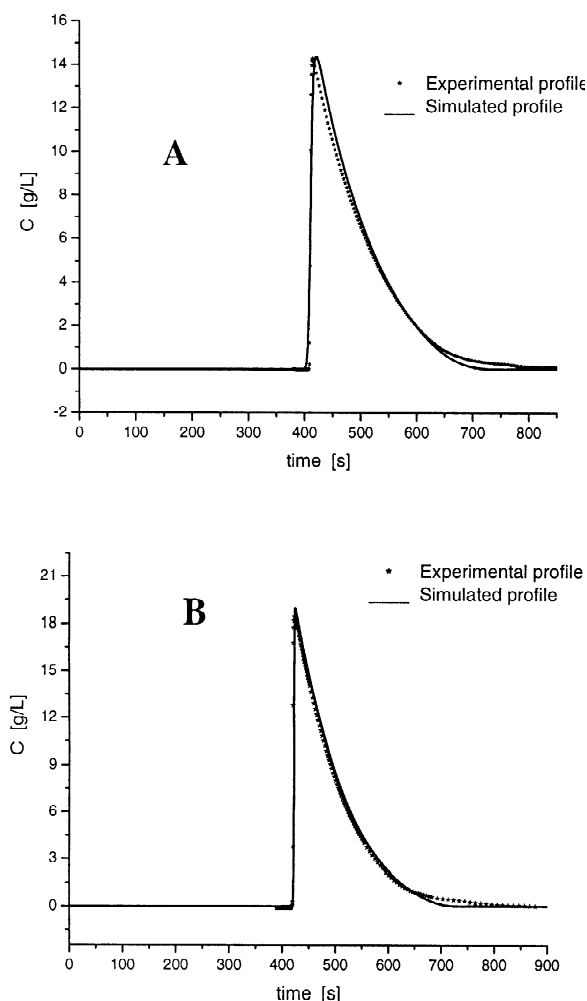 16
14
12
10
8
6
4
2
0
-2
C [g/L]
A
Experimental profile
Simulated profile
0 100 200 300 400 500 600 700 800
time [s]
21
18
15
12
9
6
3
0
C [g/L]
B
Experimental profile
Simulated profile
0 100 200 300 400 500 600 700 800 900
time [s]